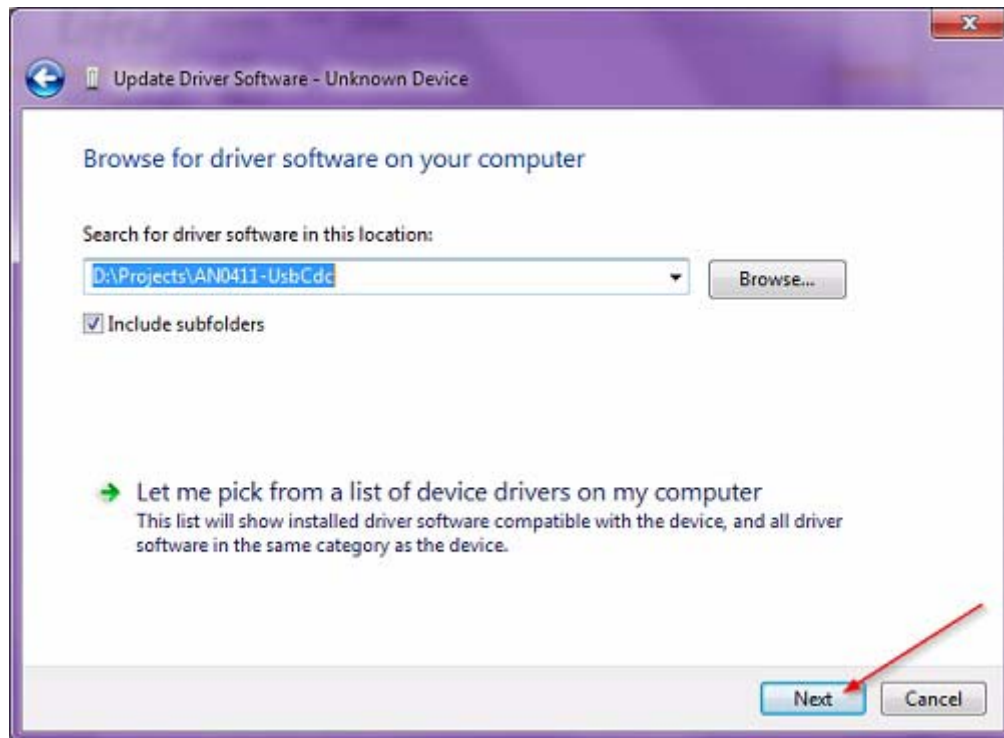 Update Driver Software - Unknown Device
Browse for driver software on your computer
Search for driver software in this location:
D:\Projects\AN0411-UsbCdc
Browse...
Include subfolders
Let me pick from a list of device drivers on my computer
This list will show installed driver software compatible with the device, and all driver
software in the same category as the device.
Next
Cancel